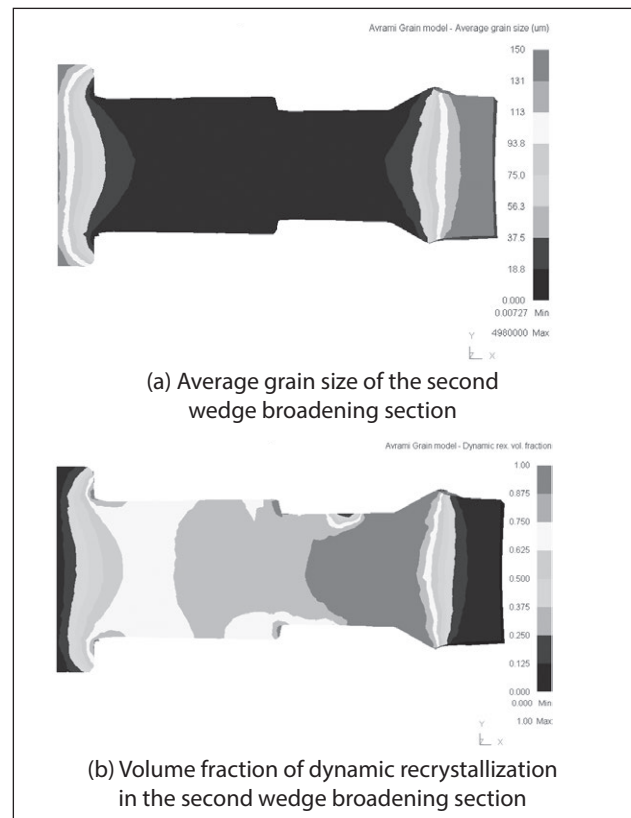 Avrami Grain model - Average grain size (um)
150
131
113
93.8
75.0
56.3
37.5
18.8
0.000
0.00727 Min
4980000 Max
Y
Z X
(a) Average grain size of the second
wedge broadening section
Avrami Grain model - Dynamic rex. vol. fraction
1.00
0.875
0.750
0.625
0.500
0.375
0.250
0.125
0.000
0.000 Min
1.00 Max
Y
Z X
(b) Volume fraction of dynamic recrystallization
in the second wedge broadening section